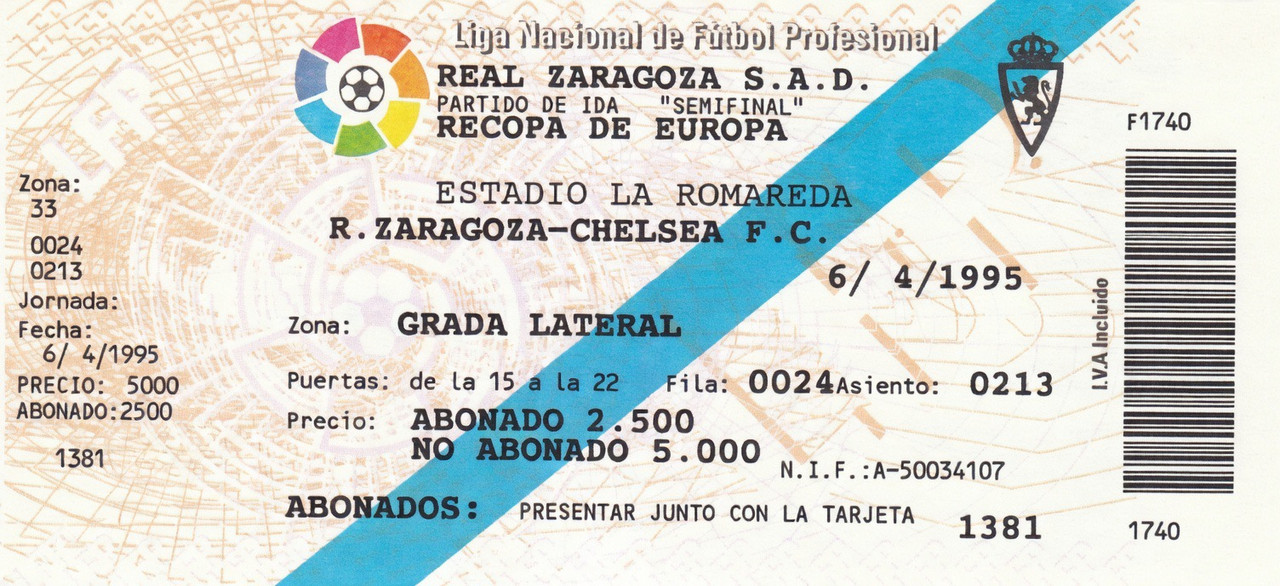 Liga Nacional de Fútbol Profesional
REAL ZARAGOZA S.A.D.
PARTIDO DE IDA "SEMIFINAL"
RECOPA DE EUROPA
F1740
LFP
Zona:
33
0024
0213
Jornada:
Fecha:
6/ 4/1995
PRECIO: 5000
ABONADO:2500
1381
ESTADIO LA ROMAREDA
R.ZARAGOZA-CHELSEA F.C.
6/ 4/1995
Zona: GRADA LATERAL
Puertas: de la 15 a la 22 Fila: 0024 Asiento: 0213
Precio: ABONADO 2.500
NO ABONADO 5.000
N.I.F.:A-50034107
ABONADOS: PRESENTAR JUNTO CON LA TARJETA 1381
I.V.A Incluido
1740